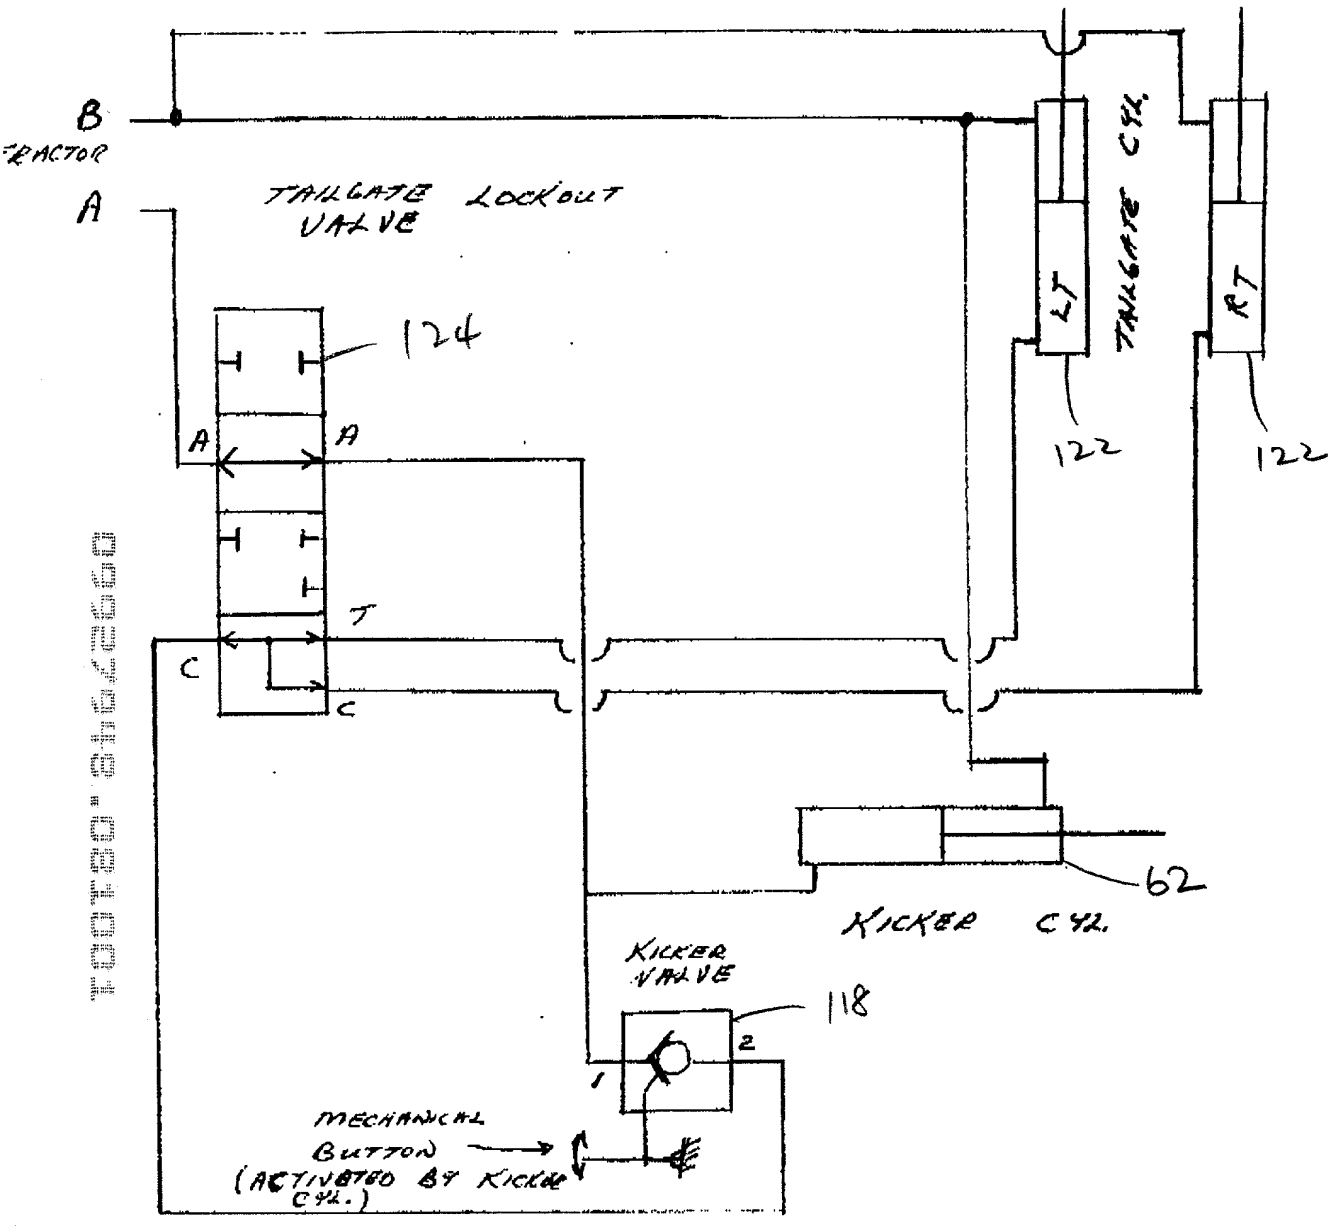 B
TRACTOR
A
TAILGATE LOCKOUT
VALVE
TAILGATE CYL.
LT
RT
122
122
124
A
A
T
C
C
62
KICKER CYL.
KICKER
VALVE
118
1
2
MECHANICAL
BUTTON
(ACTIVATED BY KICKER
CYL.)